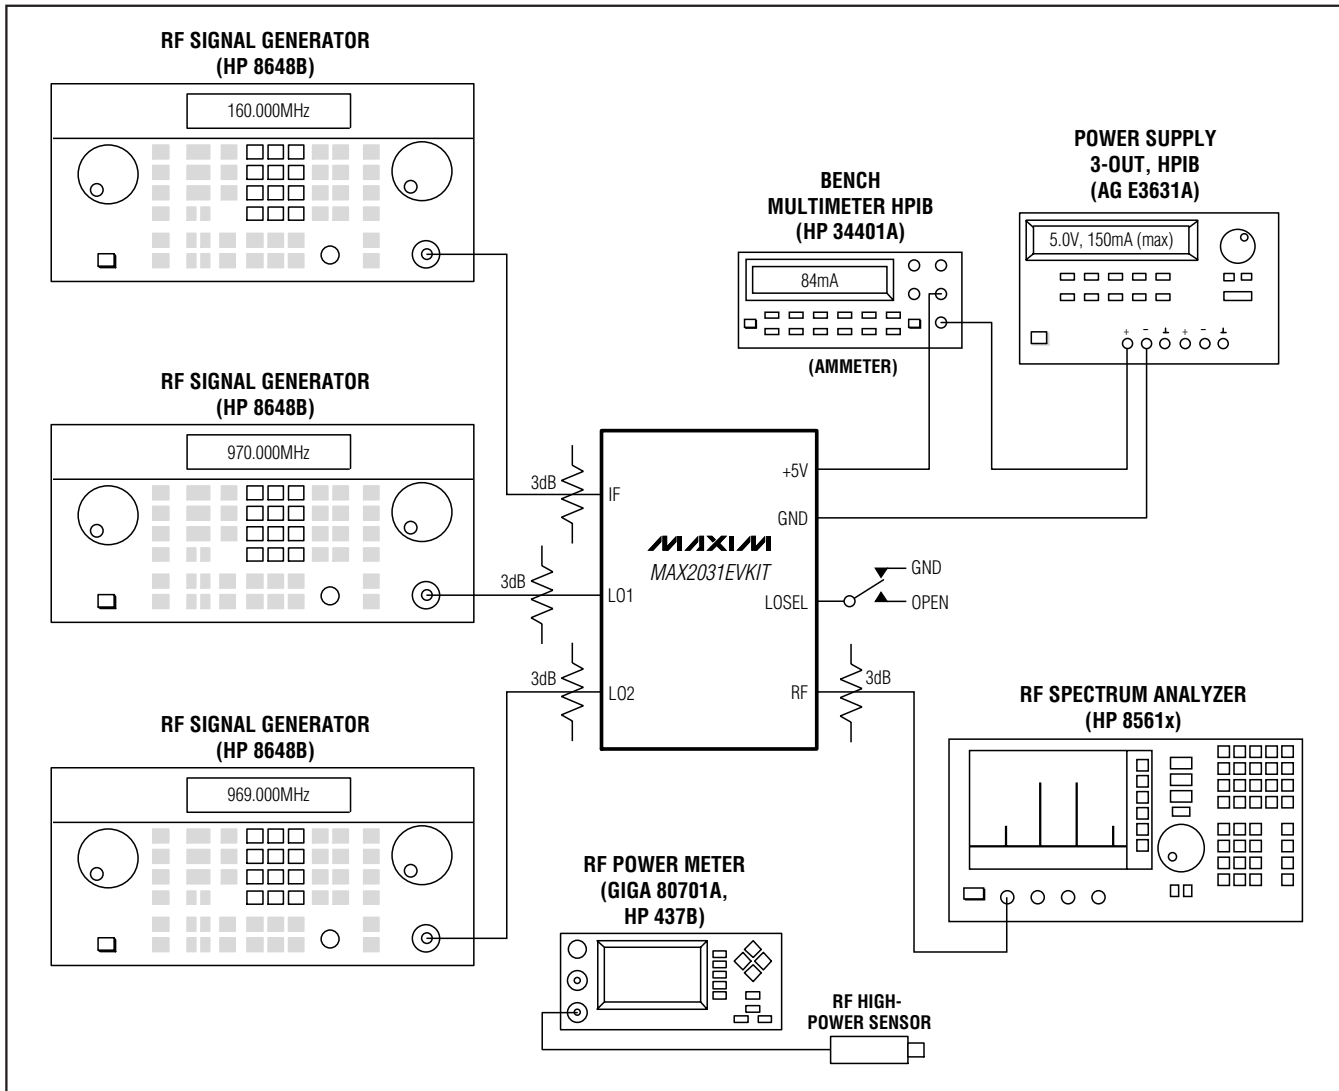 RF SIGNAL GENERATOR
(HP 8648B)
160.000MHz
POWER SUPPLY
3-OUT, HPIB
(AG E3631A)
5.0V, 150mA (max)
+ - ⊥ + - ⊥
BENCH
MULTIMETER HPIB
(HP 34401A)
84mA
(AMMETER)
RF SIGNAL GENERATOR
(HP 8648B)
970.000MHz
3dB
IF
+5V
GND
MAXIM
MAX2031EVKIT
3dB
LO1
LOSEL
GND
OPEN
3dB
LO2
RF
3dB
RF SIGNAL GENERATOR
(HP 8648B)
969.000MHz
RF SPECTRUM ANALYZER
(HP 8561x)
RF POWER METER
(GIGA 80701A,
HP 437B)
RF HIGH-
POWER SENSOR